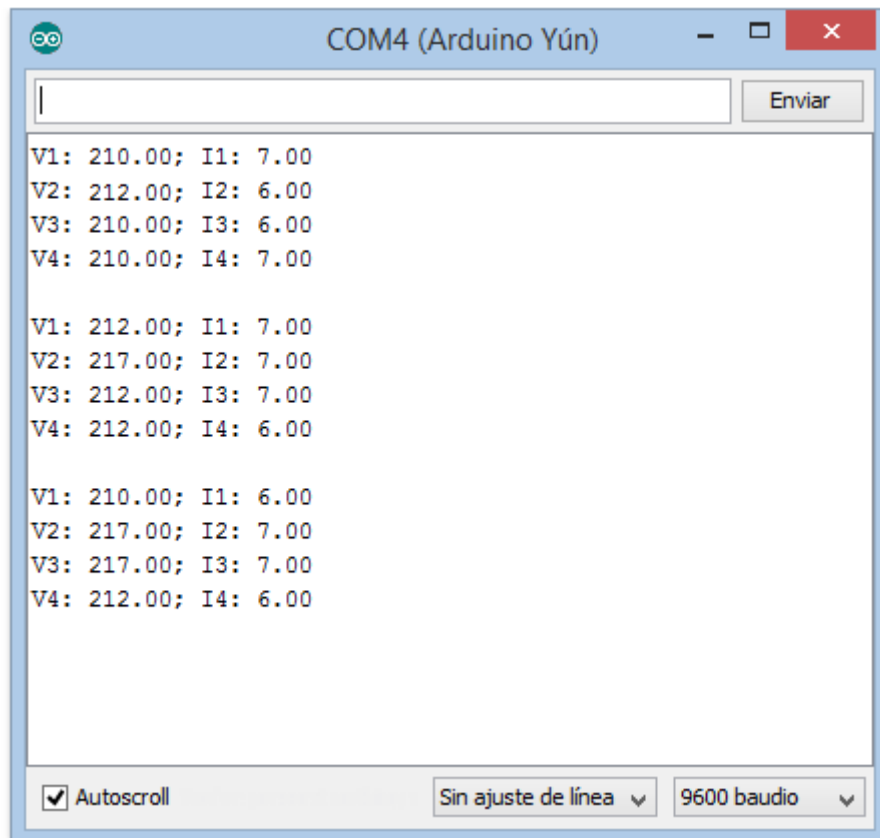 COM4 (Arduino Yún)
Enviar
V1: 210.00; I1: 7.00
V2: 212.00; I2: 6.00
V3: 210.00; I3: 6.00
V4: 210.00; I4: 7.00
V1: 212.00; I1: 7.00
V2: 217.00; I2: 7.00
V3: 212.00; I3: 7.00
V4: 212.00; I4: 6.00
V1: 210.00; I1: 6.00
V2: 217.00; I2: 7.00
V3: 217.00; I3: 7.00
V4: 212.00; I4: 6.00
Autoscroll Sin ajuste de línea 9600 baudio